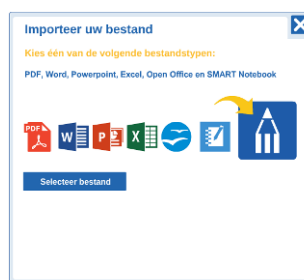 Importeer uw bestand
Kies één van de volgende bestandstypen:
PDF, Word, Powerpoint, Excel, Open Office en SMART Notebook
PDF W P X
Selecteer bestand